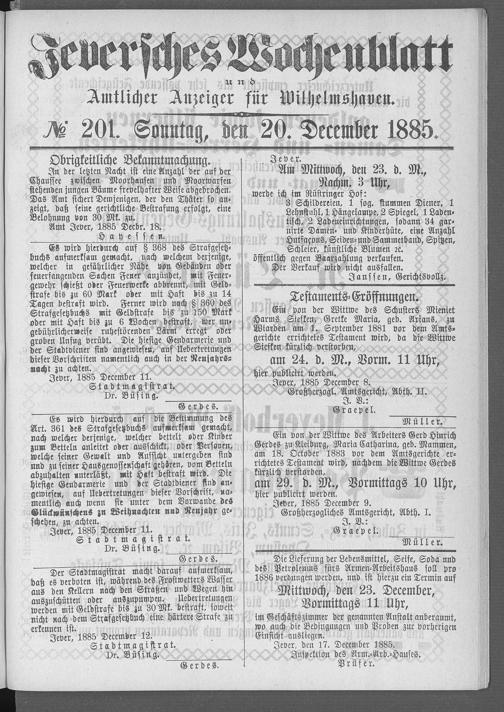 Jeversches Wochenblatt
und
Amtlicher Anzeiger für Wilhelmshaven.
№ 201. Sonntag, den 20. December 1885.
Obrigkeitliche Bekanntmachung.
In der letzten Nacht ist eine Anzahl der auf der
Chaussee zwischen Moorhausen und Moorwarfen
stehenden jungen Bäume frevelhafter Weise abgebrochen.
Das Amt sichert Demjenigen, der den Thäter so an-
zeigt, daß seine gerichtliche Bestrafung erfolgt, eine
Belohnung von 30 Mk. zu.
Amt Jever, 1885 Decbr. 18.
Hayessen.
Es wird hierdurch auf § 368 des Strafgesetz-
buchs aufmerksam gemacht, nach welchem derjenige,
welcher in gefährlicher Nähe von Gebäuden oder
feuerfangenden Sachen Feuer anzündet, mit Feuer-
gewehr schießt oder Feuerwerke abbrennt, mit Geld-
strafe bis zu 60 Mark oder mit Haft bis zu 14
Tagen bestraft wird. Ferner wird nach § 360 des
Strafgesetzbuchs mit Geldstrafe bis zu 150 Mark
oder mit Haft bis zu 6 Wochen bestraft, wer un-
gebührlicherweise ruhestörenden Lärm erregt oder
groben Unfug verübt. Die hiesige Gendarmerie und
der Stadtdiener sind angewiesen, auf Uebertretungen
dieser Vorschriften namentlich auch in der Neujahrs-
nacht zu achten.
Jever, 1885 December 11.
Stadtmagistrat.
Dr. Büsing.
Gerdes.
Es wird hierdurch auf die Bestimmung des
Art. 361 des Strafgesetzbuchs aufmerksam gemacht,
nach welcher derjenige, welcher bettelt oder Kinder
zum Betteln anleitet oder ausschickt, oder Personen,
welche seiner Gewalt und Aufsicht untergeben sind
und zu seiner Hausgenossenschaft gehören, vom Betteln
abzuhalten unterläßt, mit Haft bestraft wird. Die
hiesige Gendarmerie und der Stadtdiener sind an-
gewiesen, auf Uebertretungen dieser Vorschrift, na-
mentlich auch wenn sie unter dem Vorwande des
Glückwünschens zu Weihnachten und Neujahr ge-
schehen, zu achten.
Jever, 1885 December 11.
Stadtmagistrat.
Dr. Büsing.
Gerdes.
Der Stadtmagistrat macht darauf aufmerksam,
daß es verboten ist, während des Frostwetters Wasser
aus den Kellern nach den Straßen und Wegen hin
auszuschütten oder auszupumpen. Uebertretungen
werden mit Geldstrafe bis zu 30 Mk. bestraft, soweit
nicht nach dem Strafgesetzbuch eine härtere Strafe zu
erkennen ist.
Jever, 1885 December 12.
Stadtmagistrat.
Dr. Büsing.
Gerdes.
Jever.
Am Mittwoch, den 23. d. M.,
Nachm. 3 Uhr,
werde ich im Rüstringer Hof:
3 Schildereien, 1 sog. stummen Diener, 1
Lehnstuhl, 1 Hängelampe, 2 Spiegel, 1 Laden-
tisch, 2 Ladeneinrichtungen, sodann 34 gar-
nirte Damen- und Kinderhüte, eine Anzahl
Hutfaçons, Seiden- und Sammetband, Spitzen,
Schleier, künstliche Blumen &c.
öffentlich gegen Baarzahlung verkaufen.
Der Verkauf wird nicht ausfallen.
Janssen, Gerichtsvollz.
Testaments-Eröffnungen.
Ein von der Wittwe des Schusters Meniet
Harms Siefken, Gretke Maria, geb. Arians, zu
Wiarden am 1. September 1881 vor dem Amts-
gerichte errichtetes Testament wird, da die Wittwe
Siefken kürzlich verstorben,
am 24. d. M., Vorm. 11 Uhr,
hier publicirt werden.
Jever, 1885 December 8.
Großherzogl. Amtsgericht, Abth. II.
J. V.:
Graepel.
Müller.
Ein von der Wittwe des Arbeiters Gerd Hinrich
Gerdes zu Kleiburg, Maria Catharina, geb. Mammen,
am 18. October 1883 vor dem Amtsgerichte er-
richtetes Testament wird, nachdem die Wittwe Gerdes
kürzlich verstorben,
am 29. d. M., Vormittags 10 Uhr,
hier publicirt werden.
Jever, 1885 December 9.
Großherzogliches Amtsgericht, Abth. I.
J. V.:
Graepel.
Müller.
Die Lieferung der Lebensmittel, Seife, Soda und
des Petroleums fürs Armen-Arbeitshaus soll pro
1886 verdungen werden, und ist hierzu ein Termin auf
Mittwoch, den 23. December,
Vormittags 11 Uhr,
im Geschäftszimmer der genannten Anstalt anberaumt,
wo auch die Bedingungen und Proben zur vorherigen
Einsicht ausliegen.
Jever, den 17. December 1885.
Inspektion des Arm.-Arb.-Hauses.
Prüfer.